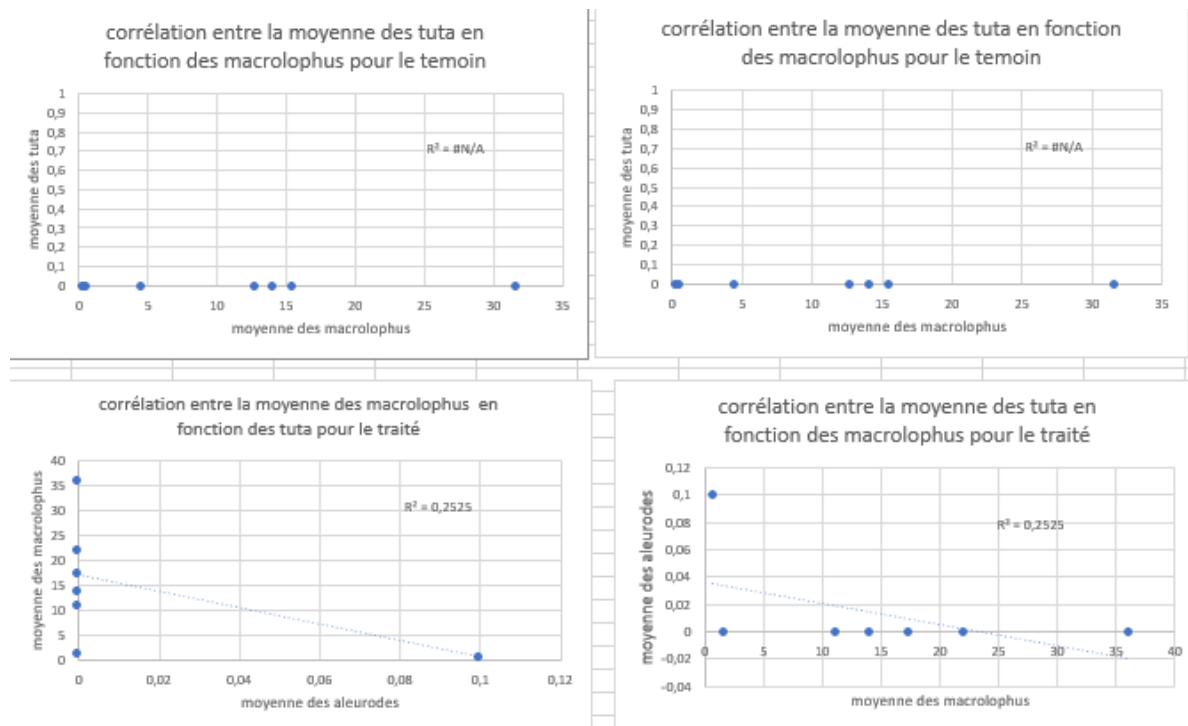 corrélation entre la moyenne des tuta en
fonction des macrolophus pour le temoin
1
0,9
0,8
0,7
0,6
0,5
0,4
0,3
0,2
0,1
0
moyenne des tuta
R² = #N/A
0 5 10 15 20 25 30 35
moyenne des macrolophus
corrélation entre la moyenne des tuta en fonction
des macrolophus pour le temoin
1
0,9
0,8
0,7
0,6
0,5
0,4
0,3
0,2
0,1
0
moyenne des tuta
R² = #N/A
0 5 10 15 20 25 30 35
moyenne des macrolophus
corrélation entre la moyenne des macrolophus en
fonction des tuta pour le traité
40
35
30
25
20
15
10
5
0
moyenne des macrolophus
R² = 0,2525
0 0,02 0,04 0,06 0,08 0,1 0,12
moyenne des aleurodes
corrélation entre la moyenne des tuta en
fonction des macrolophus pour le traité
0,12
0,1
0,08
0,06
0,04
0,02
0
-0,02
-0,04
moyenne des aleurodes
R² = 0,2525
0 5 10 15 20 25 30 35 40
moyenne des macrolophus